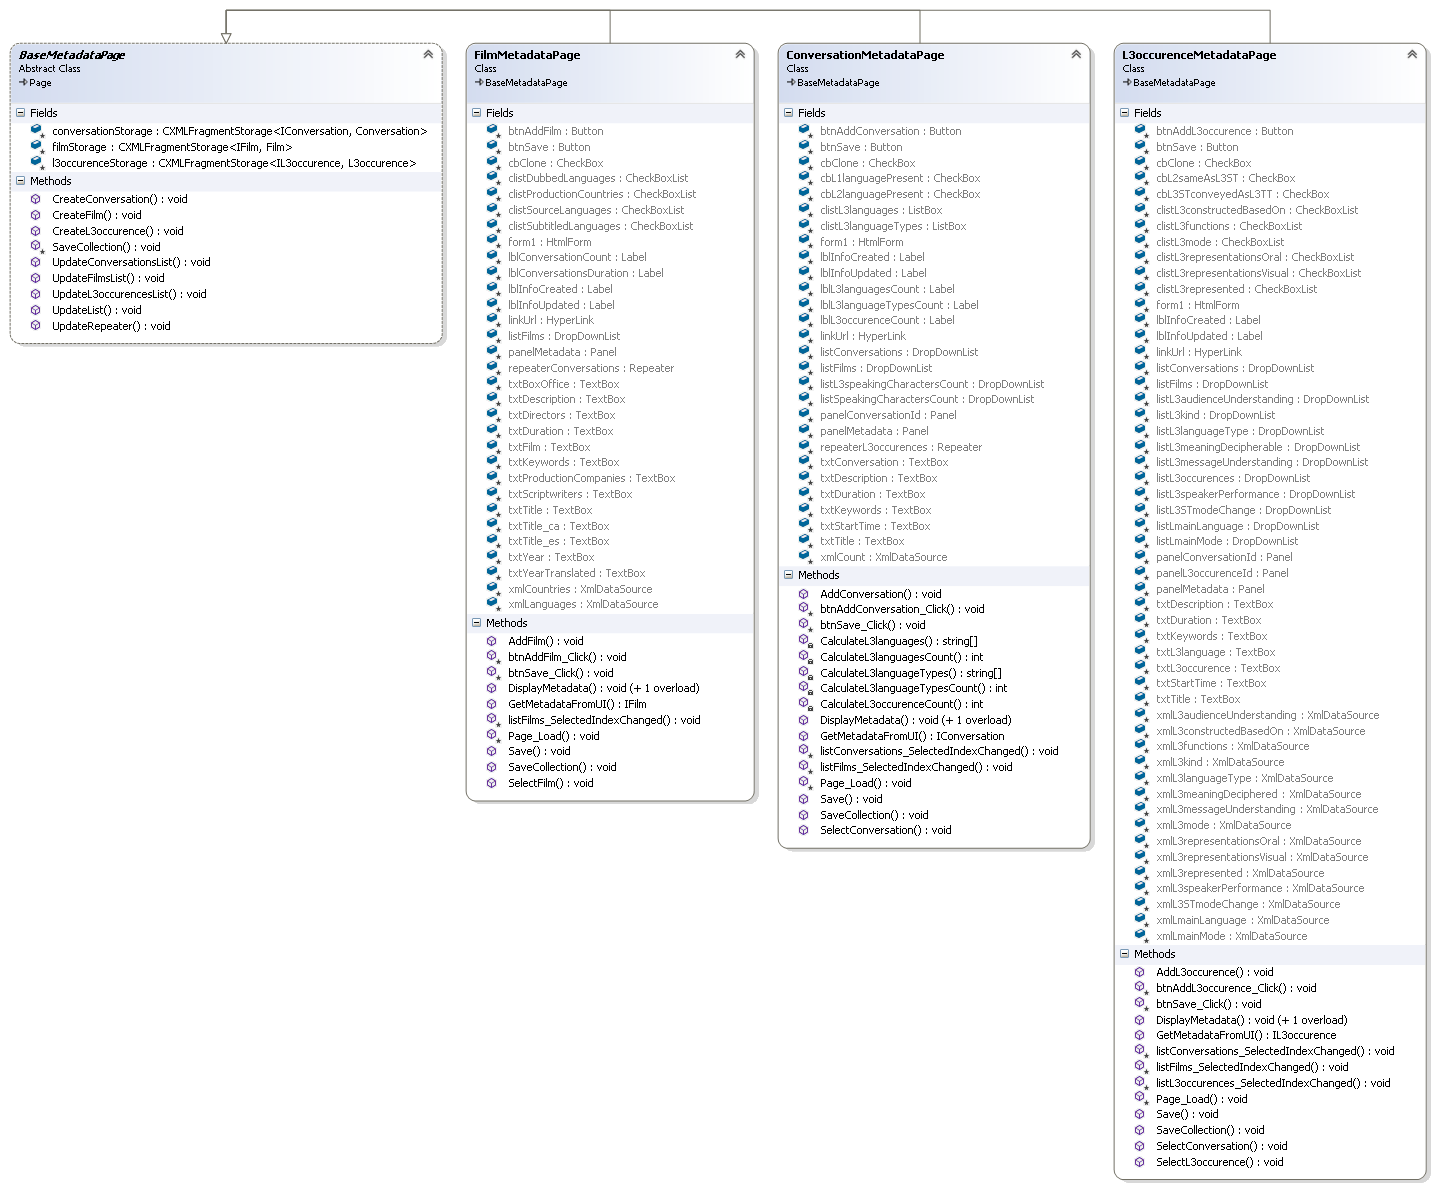 BaseMetadataPage
Abstract Class
Page
Fields
conversationStorage : CXMLFragmentStorage<IConversation, Conversation>
filmStorage : CXMLFragmentStorage<IFilm, Film>
l3occurenceStorage : CXMLFragmentStorage<IL3occurence, L3occurence>
Methods
CreateConversation() : void
CreateFilm() : void
CreateL3occurence() : void
SaveCollection() : void
UpdateConversationsList() : void
UpdateFilmsList() : void
UpdateL3occurencesList() : void
UpdateList() : void
UpdateRepeater() : void
FilmMetadataPage
Class
BaseMetadataPage
Fields
btnAddFilm : Button
btnSave : Button
cbClone : CheckBox
clistDubbedLanguages : CheckBoxList
clistProductionCountries : CheckBoxList
clistSourceLanguages : CheckBoxList
clistSubtitledLanguages : CheckBoxList
form1 : HtmlForm
lblConversationCount : Label
lblConversationsDuration : Label
lblInfoCreated : Label
lblInfoUpdated : Label
linkUrl : HyperLink
listFilms : DropDownList
panelMetadata : Panel
repeaterConversations : Repeater
txtBoxOffice : TextBox
txtDescription : TextBox
txtDirectors : TextBox
txtDuration : TextBox
txtFilm : TextBox
txtKeywords : TextBox
txtProductionCompanies : TextBox
txtScriptwriters : TextBox
txtTitle : TextBox
txtTitle_ca : TextBox
txtTitle_es : TextBox
txtYear : TextBox
txtYearTranslated : TextBox
xmlCountries : XmlDataSource
xmlLanguages : XmlDataSource
Methods
AddFilm() : void
btnAddFilm_Click() : void
btnSave_Click() : void
DisplayMetadata() : void (+ 1 overload)
GetMetadataFromUI() : IFilm
listFilms_SelectedIndexChanged() : void
Page_Load() : void
Save() : void
SaveCollection() : void
SelectFilm() : void
ConversationMetadataPage
Class
BaseMetadataPage
Fields
btnAddConversation : Button
btnSave : Button
cbClone : CheckBox
cbL1languagePresent : CheckBox
cbL2languagePresent : CheckBox
clistL3languages : ListBox
clistL3languageTypes : ListBox
form1 : HtmlForm
lblInfoCreated : Label
lblInfoUpdated : Label
lblL3languagesCount : Label
lblL3languageTypesCount : Label
lblL3occurenceCount : Label
linkUrl : HyperLink
listConversations : DropDownList
listFilms : DropDownList
listL3speakingCharactersCount : DropDownList
listSpeakingCharactersCount : DropDownList
panelConversationId : Panel
panelMetadata : Panel
repeaterL3occurences : Repeater
txtConversation : TextBox
txtDescription : TextBox
txtDuration : TextBox
txtKeywords : TextBox
txtStartTime : TextBox
txtTitle : TextBox
xmlCount : XmlDataSource
Methods
AddConversation() : void
btnAddConversation_Click() : void
btnSave_Click() : void
CalculateL3languages() : string[]
CalculateL3languagesCount() : int
CalculateL3languageTypes() : string[]
CalculateL3languageTypesCount() : int
CalculateL3occurenceCount() : int
DisplayMetadata() : void (+ 1 overload)
GetMetadataFromUI() : IConversation
listConversations_SelectedIndexChanged() : void
listFilms_SelectedIndexChanged() : void
Page_Load() : void
Save() : void
SaveCollection() : void
SelectConversation() : void
L3occurenceMetadataPage
Class
BaseMetadataPage
Fields
btnAddL3occurence : Button
btnSave : Button
cbClone : CheckBox
cbL2sameAsL3ST : CheckBox
cbL3STconveyedAsL3TT : CheckBox
clistL3constructedBasedOn : CheckBoxList
clistL3functions : CheckBoxList
clistL3mode : CheckBoxList
clistL3representationsOral : CheckBoxList
clistL3representationsVisual : CheckBoxList
clistL3represented : CheckBoxList
form1 : HtmlForm
lblInfoCreated : Label
lblInfoUpdated : Label
linkUrl : HyperLink
listConversations : DropDownList
listFilms : DropDownList
listL3audienceUnderstanding : DropDownList
listL3kind : DropDownList
listL3languageType : DropDownList
listL3meaningDecipherable : DropDownList
listL3messageUnderstanding : DropDownList
listL3occurences : DropDownList
listL3speakerPerformance : DropDownList
listL3STmodeChange : DropDownList
listLmainLanguage : DropDownList
listLmainMode : DropDownList
panelConversationId : Panel
panelL3occurenceId : Panel
panelMetadata : Panel
txtDescription : TextBox
txtDuration : TextBox
txtKeywords : TextBox
txtL3language : TextBox
txtL3occurence : TextBox
txtStartTime : TextBox
txtTitle : TextBox
xmlL3audienceUnderstanding : XmlDataSource
xmlL3constructedBasedOn : XmlDataSource
xmlL3functions : XmlDataSource
xmlL3kind : XmlDataSource
xmlL3languageType : XmlDataSource
xmlL3meaningDeciphered : XmlDataSource
xmlL3messageUnderstanding : XmlDataSource
xmlL3mode : XmlDataSource
xmlL3representationsOral : XmlDataSource
xmlL3representationsVisual : XmlDataSource
xmlL3represented : XmlDataSource
xmlL3speakerPerformance : XmlDataSource
xmlL3STmodeChange : XmlDataSource
xmlLmainLanguage : XmlDataSource
xmlLmainMode : XmlDataSource
Methods
AddL3occurence() : void
btnAddL3occurence_Click() : void
btnSave_Click() : void
DisplayMetadata() : void (+ 1 overload)
GetMetadataFromUI() : IL3occurence
listConversations_SelectedIndexChanged() : void
listFilms_SelectedIndexChanged() : void
listL3occurences_SelectedIndexChanged() : void
Page_Load() : void
Save() : void
SaveCollection() : void
SelectConversation() : void
SelectL3occurence() : void